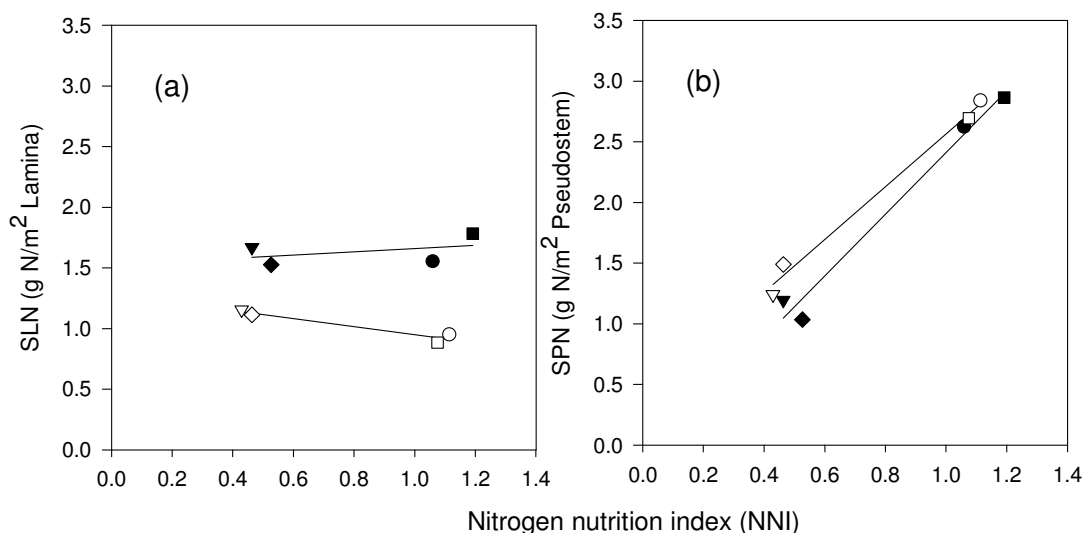 (a)
SLN (g N/m² Lamina)
3.5
3.0
2.5
2.0
1.5
1.0
0.5
0.0
0.0 0.2 0.4 0.6 0.8 1.0 1.2 1.4
(b)
SPN (g N/m² Pseudostem)
3.5
3.0
2.5
2.0
1.5
1.0
0.5
0.0
0.0 0.2 0.4 0.6 0.8 1.0 1.2 1.4
Nitrogen nutrition index (NNI)